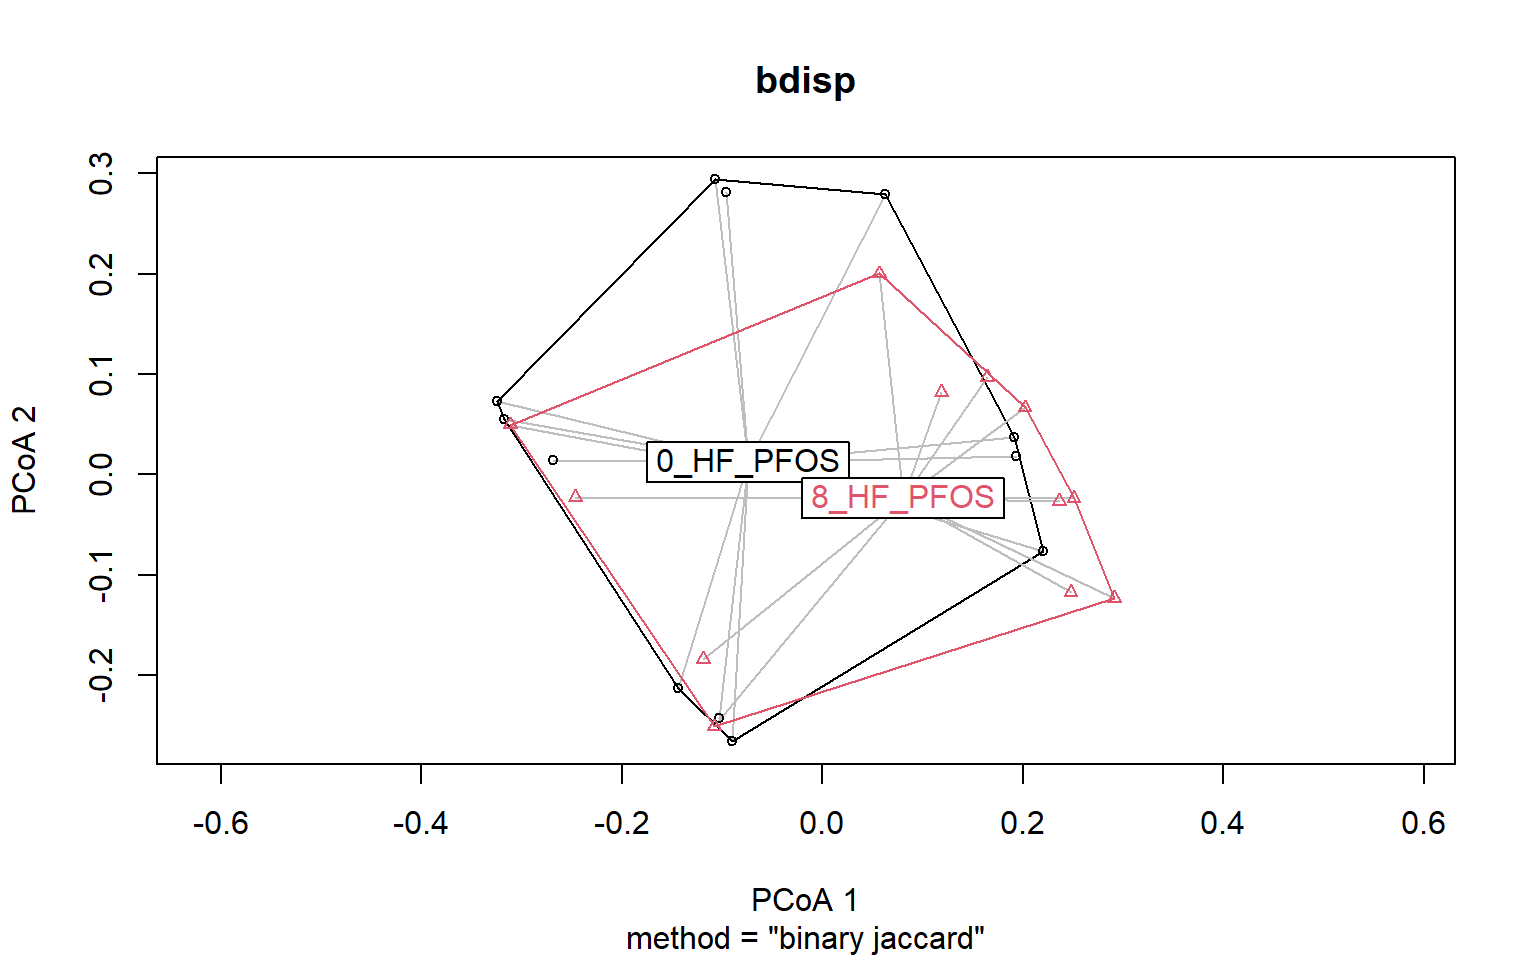 bdisp
0.3
0.2
0.1
0.0
-0.1
-0.2
PCoA 2
0_HF_PFOS
8_HF_PFOS
-0.6 -0.4 -0.2 0.0 0.2 0.4 0.6
PCoA 1
method = "binary jaccard"